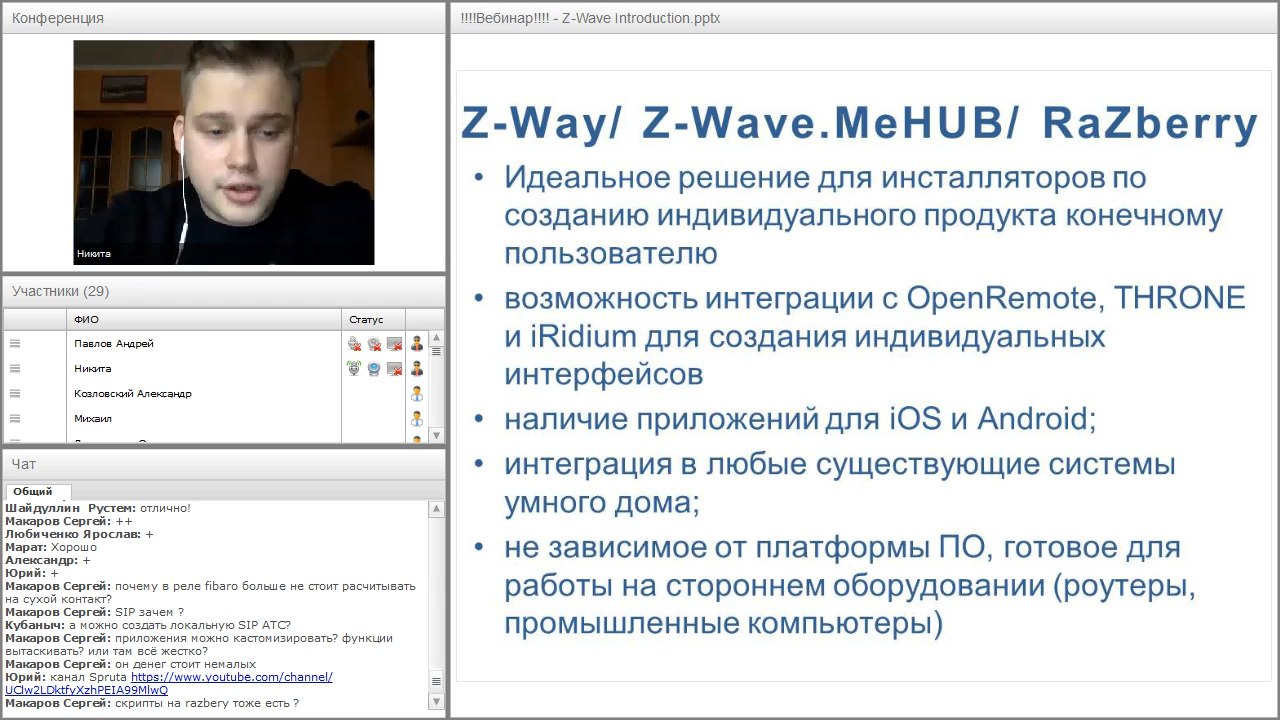 Конференция
Никита
Участники (29)
ФИО
Статус
Павлов Андрей
Никита
Козловский Александр
Михаил
Чат
Общий
Шайдуллин Рустем: отлично!
Макаров Сергей: ++
Любиченко Ярослав: +
Марат: Хорошо
Александр: +
Юрий: +
Макаров Сергей: почему в реле fibaro больше не стоит расчитывать
на сухой контакт?
Макаров Сергей: SIP зачем ?
Кубаныч: а можно создать локальную SIP АТС?
Макаров Сергей: приложения можно кастомизировать? функции
вытаскивать? или там всё жестко?
Макаров Сергей: он денег стоит немалых
Юрий: канал Spruta https://www.youtube.com/channel/
UClw2LDktfyXzhPEIA99MlwQ
Макаров Сергей: скрипты на razbery тоже есть ?
!!!!Вебинар!!!! - Z-Wave Introduction.pptx
Z-Way/ Z-Wave.MeHUB/ RaZberry
• Идеальное решение для инсталляторов по
созданию индивидуального продукта конечному
пользователю
• возможность интеграции с OpenRemote, THRONE
и iRidium для создания индивидуальных
интерфейсов
• наличие приложений для iOS и Android;
• интеграция в любые существующие системы
умного дома;
• не зависимое от платформы ПО, готовое для
работы на стороннем оборудовании (роутеры,
промышленные компьютеры)